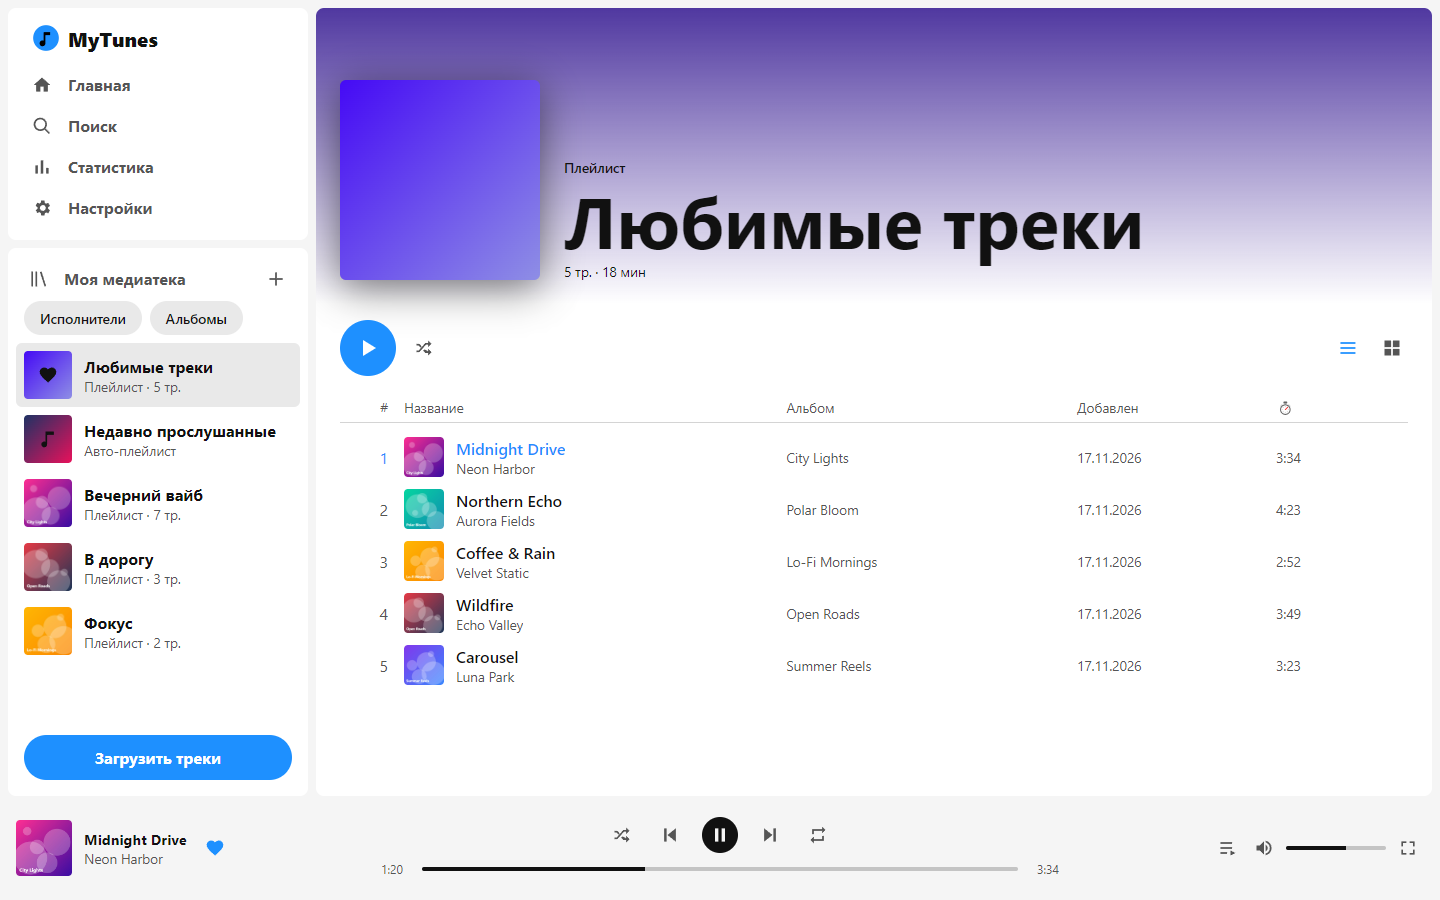 MyTunes
Главная
Поиск
Статистика
Настройки
Моя медиатека
Исполнители Альбомы
Любимые треки
Плейлист · 5 тр.
Недавно прослушанные
Авто-плейлист
Вечерний вайб
Плейлист · 7 тр.
В дорогу
Плейлист · 3 тр.
Фокус
Плейлист · 2 тр.
Загрузить треки
Плейлист
Любимые треки
5 тр. · 18 мин
# Название Альбом Добавлен
1 Midnight Drive City Lights 17.11.2026 3:34
Neon Harbor
2 Northern Echo Polar Bloom 17.11.2026 4:23
Aurora Fields
3 Coffee & Rain Lo-Fi Mornings 17.11.2026 2:52
Velvet Static
4 Wildfire Open Roads 17.11.2026 3:49
Echo Valley
5 Carousel Summer Reels 17.11.2026 3:23
Luna Park
City Lights
Midnight Drive
Neon Harbor
1:20 3:34